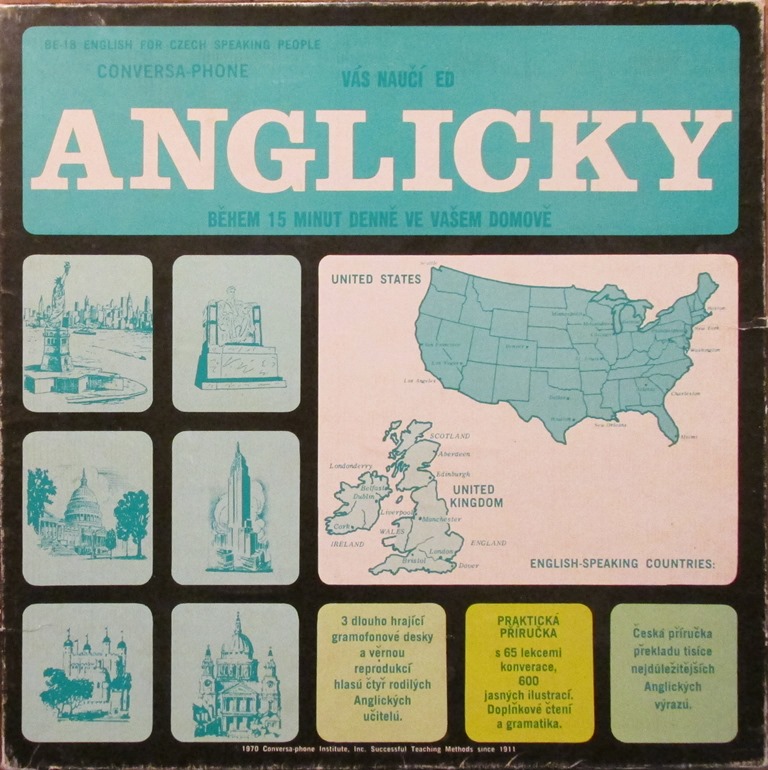 BE-18 ENGLISH FOR CZECH SPEAKING PEOPLE
CONVERSA-PHONE
VÁS NAUČÍ ED
ANGLICKY
BĚHEM 15 MINUT DENNĚ VE VAŠEM DOMOVĚ
UNITED STATES
San Francisco
Los Angeles
New York
Washington
Charleston
New Orleans
Miami
SCOTLAND
Aberdeen
Edinburgh
Londonderry
Belfast
Dublin
UNITED
KINGDOM
Liverpool
Manchester
Cork
WALES
IRELAND
ENGLAND
London
Bristol
Dover
ENGLISH-SPEAKING COUNTRIES:
3 dlouho hrající
gramofonové desky
a věrnou
reprodukcí
hlasů čtyř rodilých
Anglických
učitelů.
PRAKTICKÁ
PŘIRUČKA
s 65 lekcemi
konverace,
600
jasných ilustrací.
Doplňkové čtení
a gramatika.
Česká příručka
překladu tisíce
nejdůležitějších
Anglických
výrazů.
1970 Conversa-phone Institute, Inc. Successful Teaching Methods since 1911